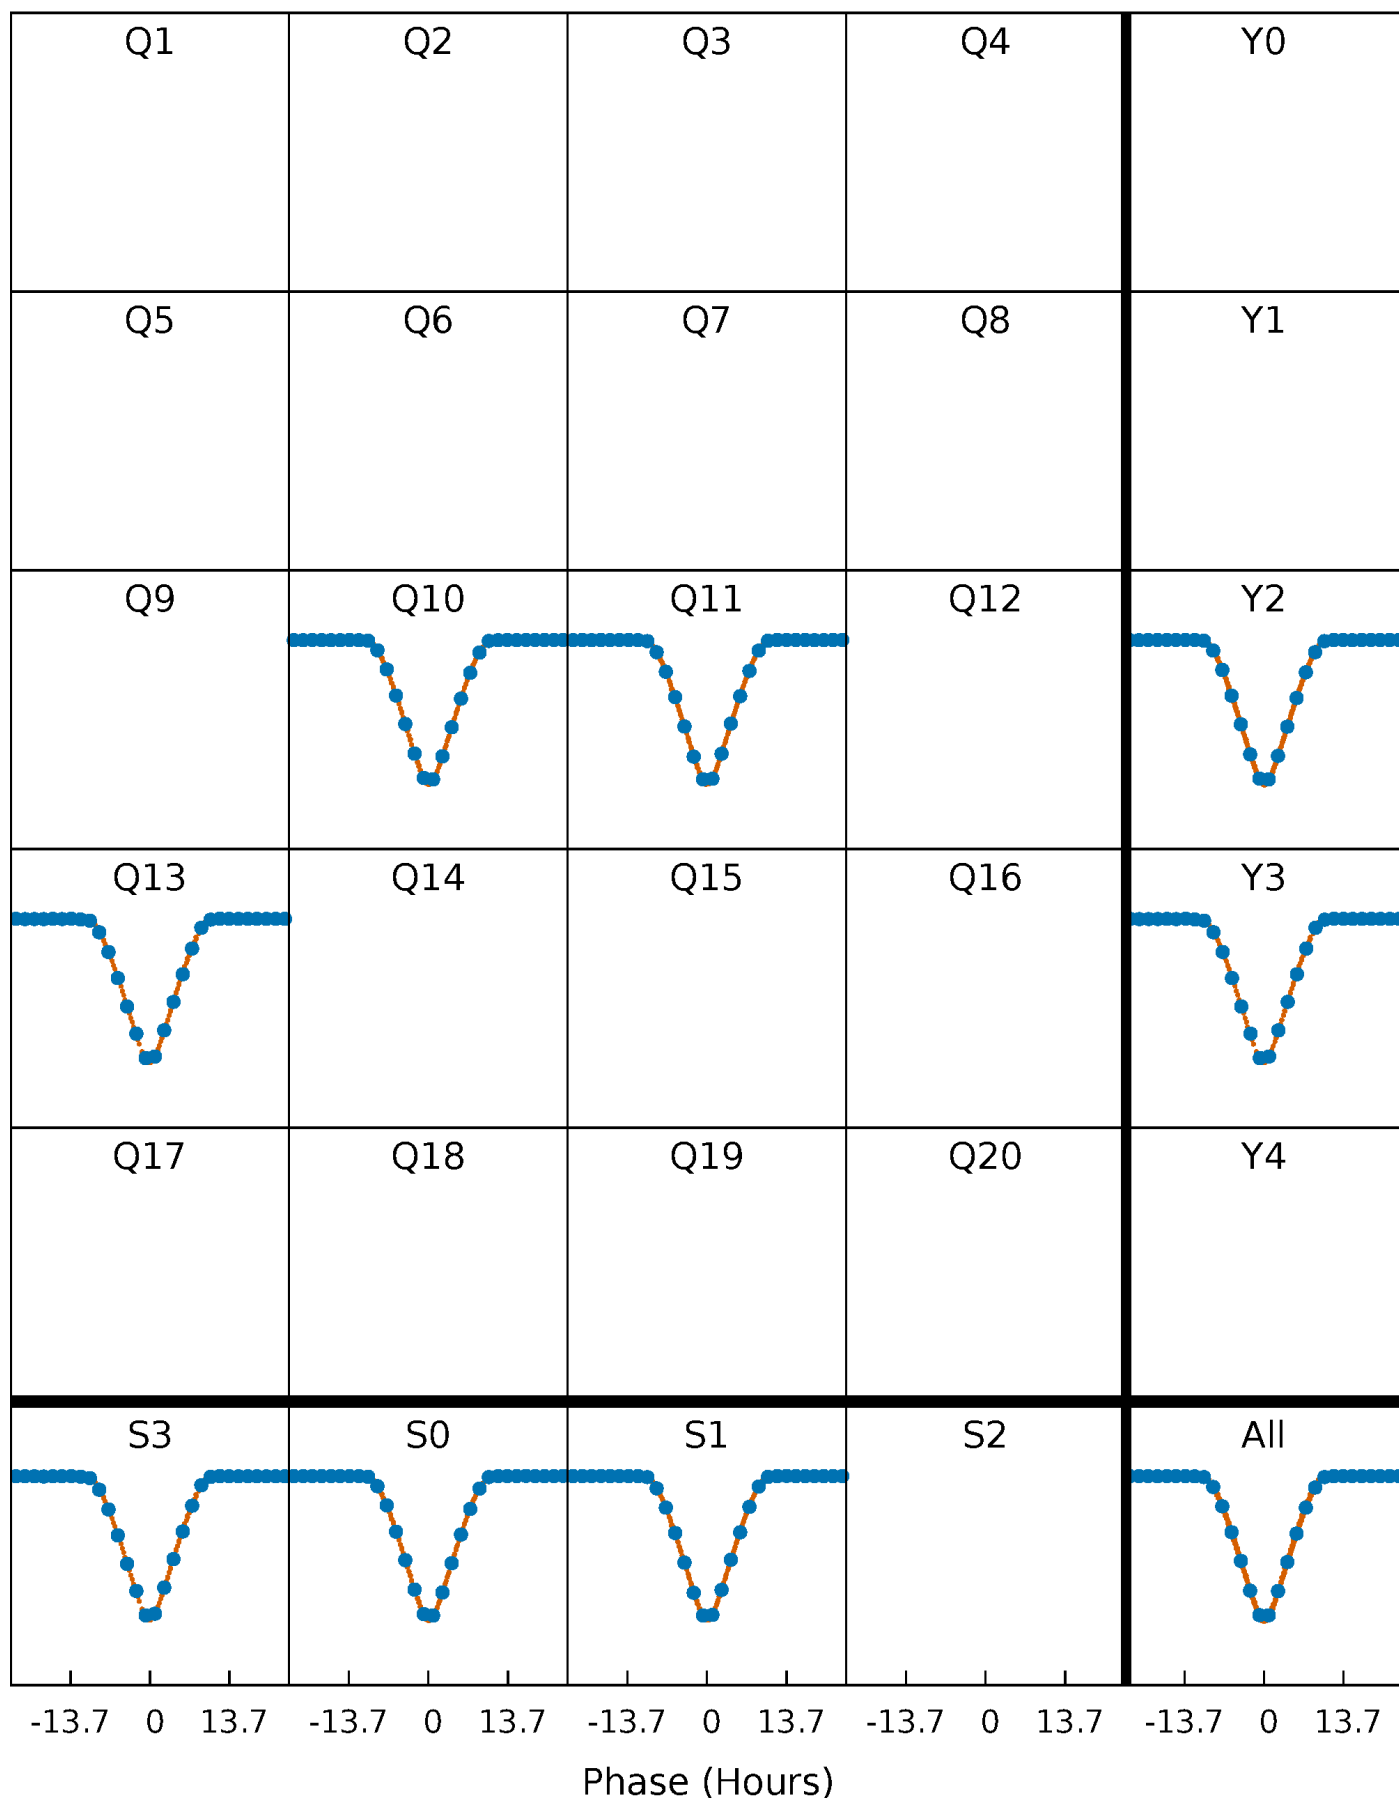 Q1 Q2 Q3 Q4 Y0
Q5 Q6 Q7 Q8 Y1
Q9 Q10 Q11 Q12 Y2
Q13 Q14 Q15 Q16 Y3
Q17 Q18 Q19 Q20 Y4
S3 S0 S1 S2 All
-13.7 0 13.7 -13.7 0 13.7 -13.7 0 13.7 -13.7 0 13.7 -13.7 0 13.7
Phase (Hours)